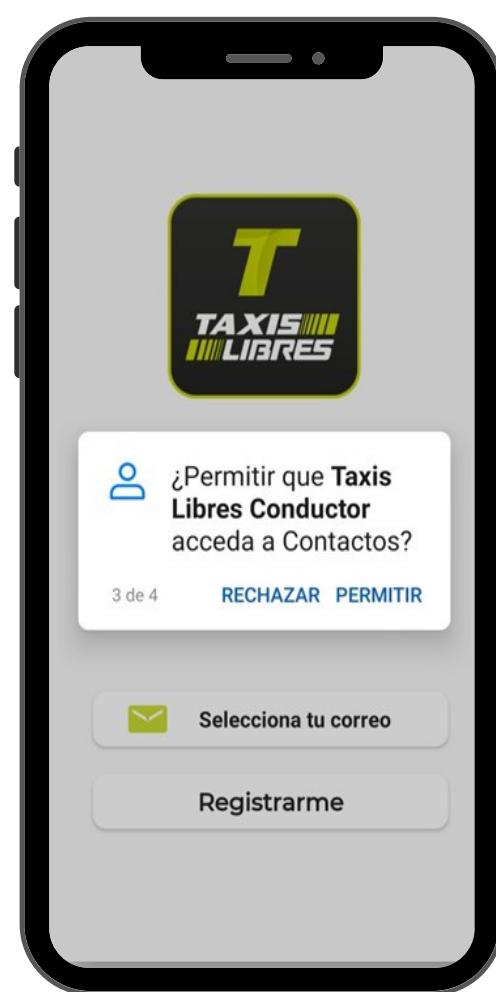 T
TAXIS
LIBRES
¿Permitir que Taxis
Libres Conductor
acceda a Contactos?
3 de 4 RECHAZAR PERMITIR
Selecciona tu correo
Registrarme